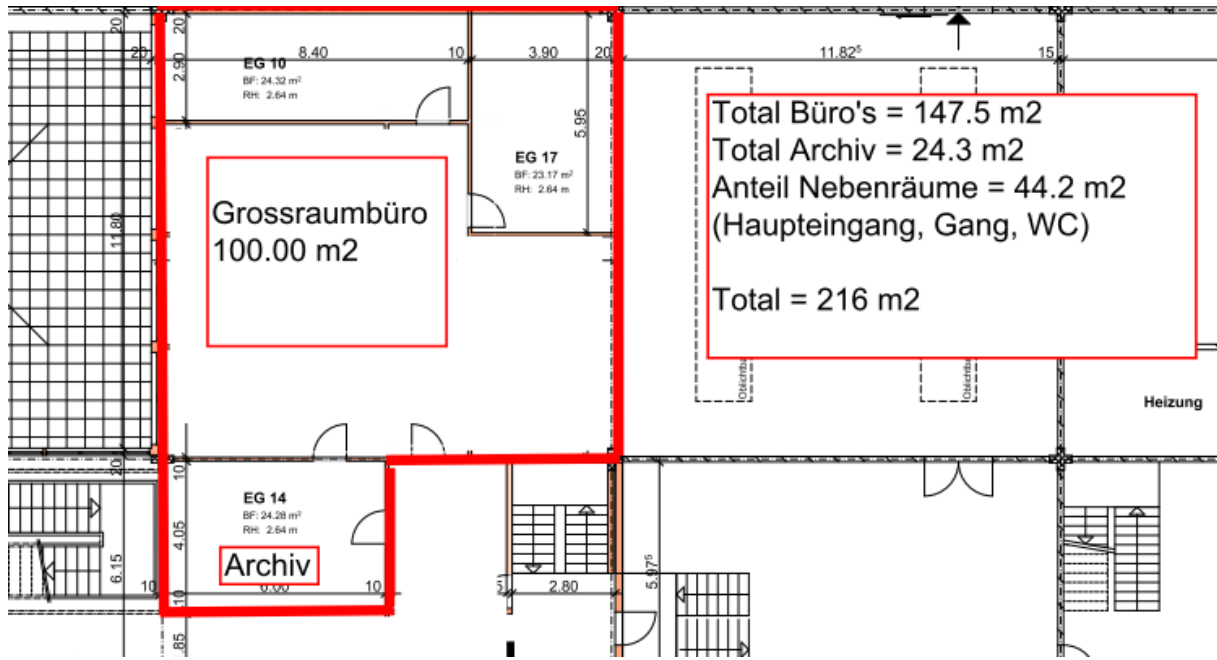 20
20
20
8.40
10
3.90
20
11.82⁵
15
EG 10
BF: 24.32 m²
RH: 2.64 m
2.90
5.95
EG 17
BF: 23.17 m²
RH: 2.64 m
Grossraumbüro
100.00 m2
Total Büro's = 147.5 m2
Total Archiv = 24.3 m2
Anteil Nebenräume = 44.2 m2
(Haupteingang, Gang, WC)
Total = 216 m2
11.80
Heizung
20
10
EG 14
BF: 24.28 m²
RH: 2.64 m
4.05
Archiv
6.15
10
6.00
10
2.80
5.97⁵
10